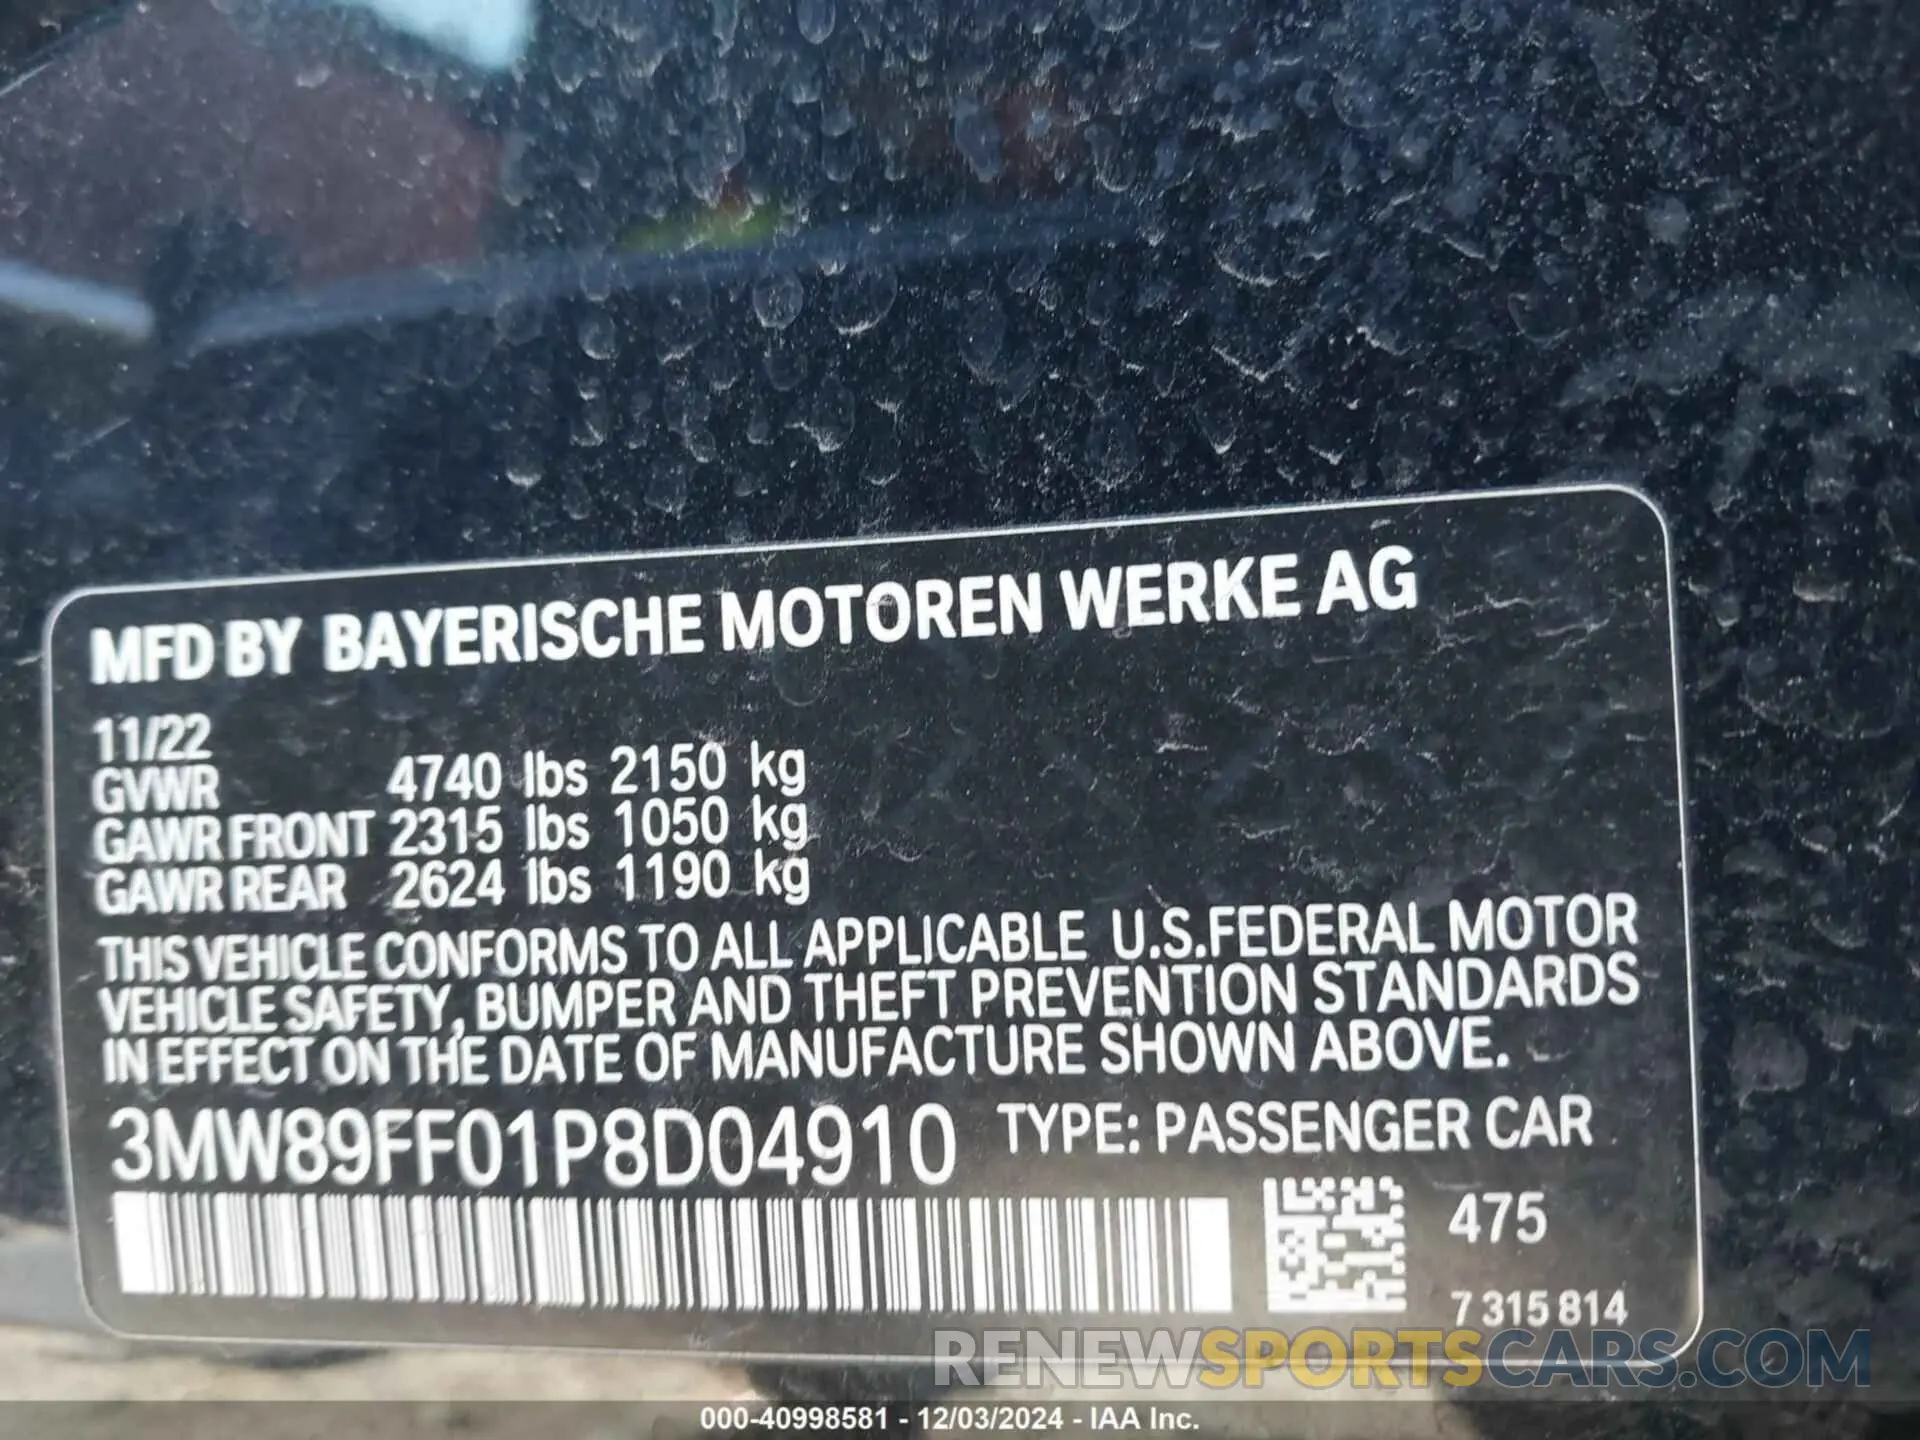 MFD BY BAYERISCHE MOTOREN WERKE AG
11/22
GVWR 4740 lbs 2150 kg
GAWR FRONT 2315 lbs 1050 kg
GAWR REAR 2624 lbs 1190 kg
THIS VEHICLE CONFORMS TO ALL APPLICABLE U.S.FEDERAL MOTOR
VEHICLE SAFETY, BUMPER AND THEFT PREVENTION STANDARDS
IN EFFECT ON THE DATE OF MANUFACTURE SHOWN ABOVE.
3MW89FF01P8D04910 TYPE: PASSENGER CAR
475
7 315 814
RENEWSPORTSCARS.COM
000-40998581 - 12/03/2024 - IAA Inc.